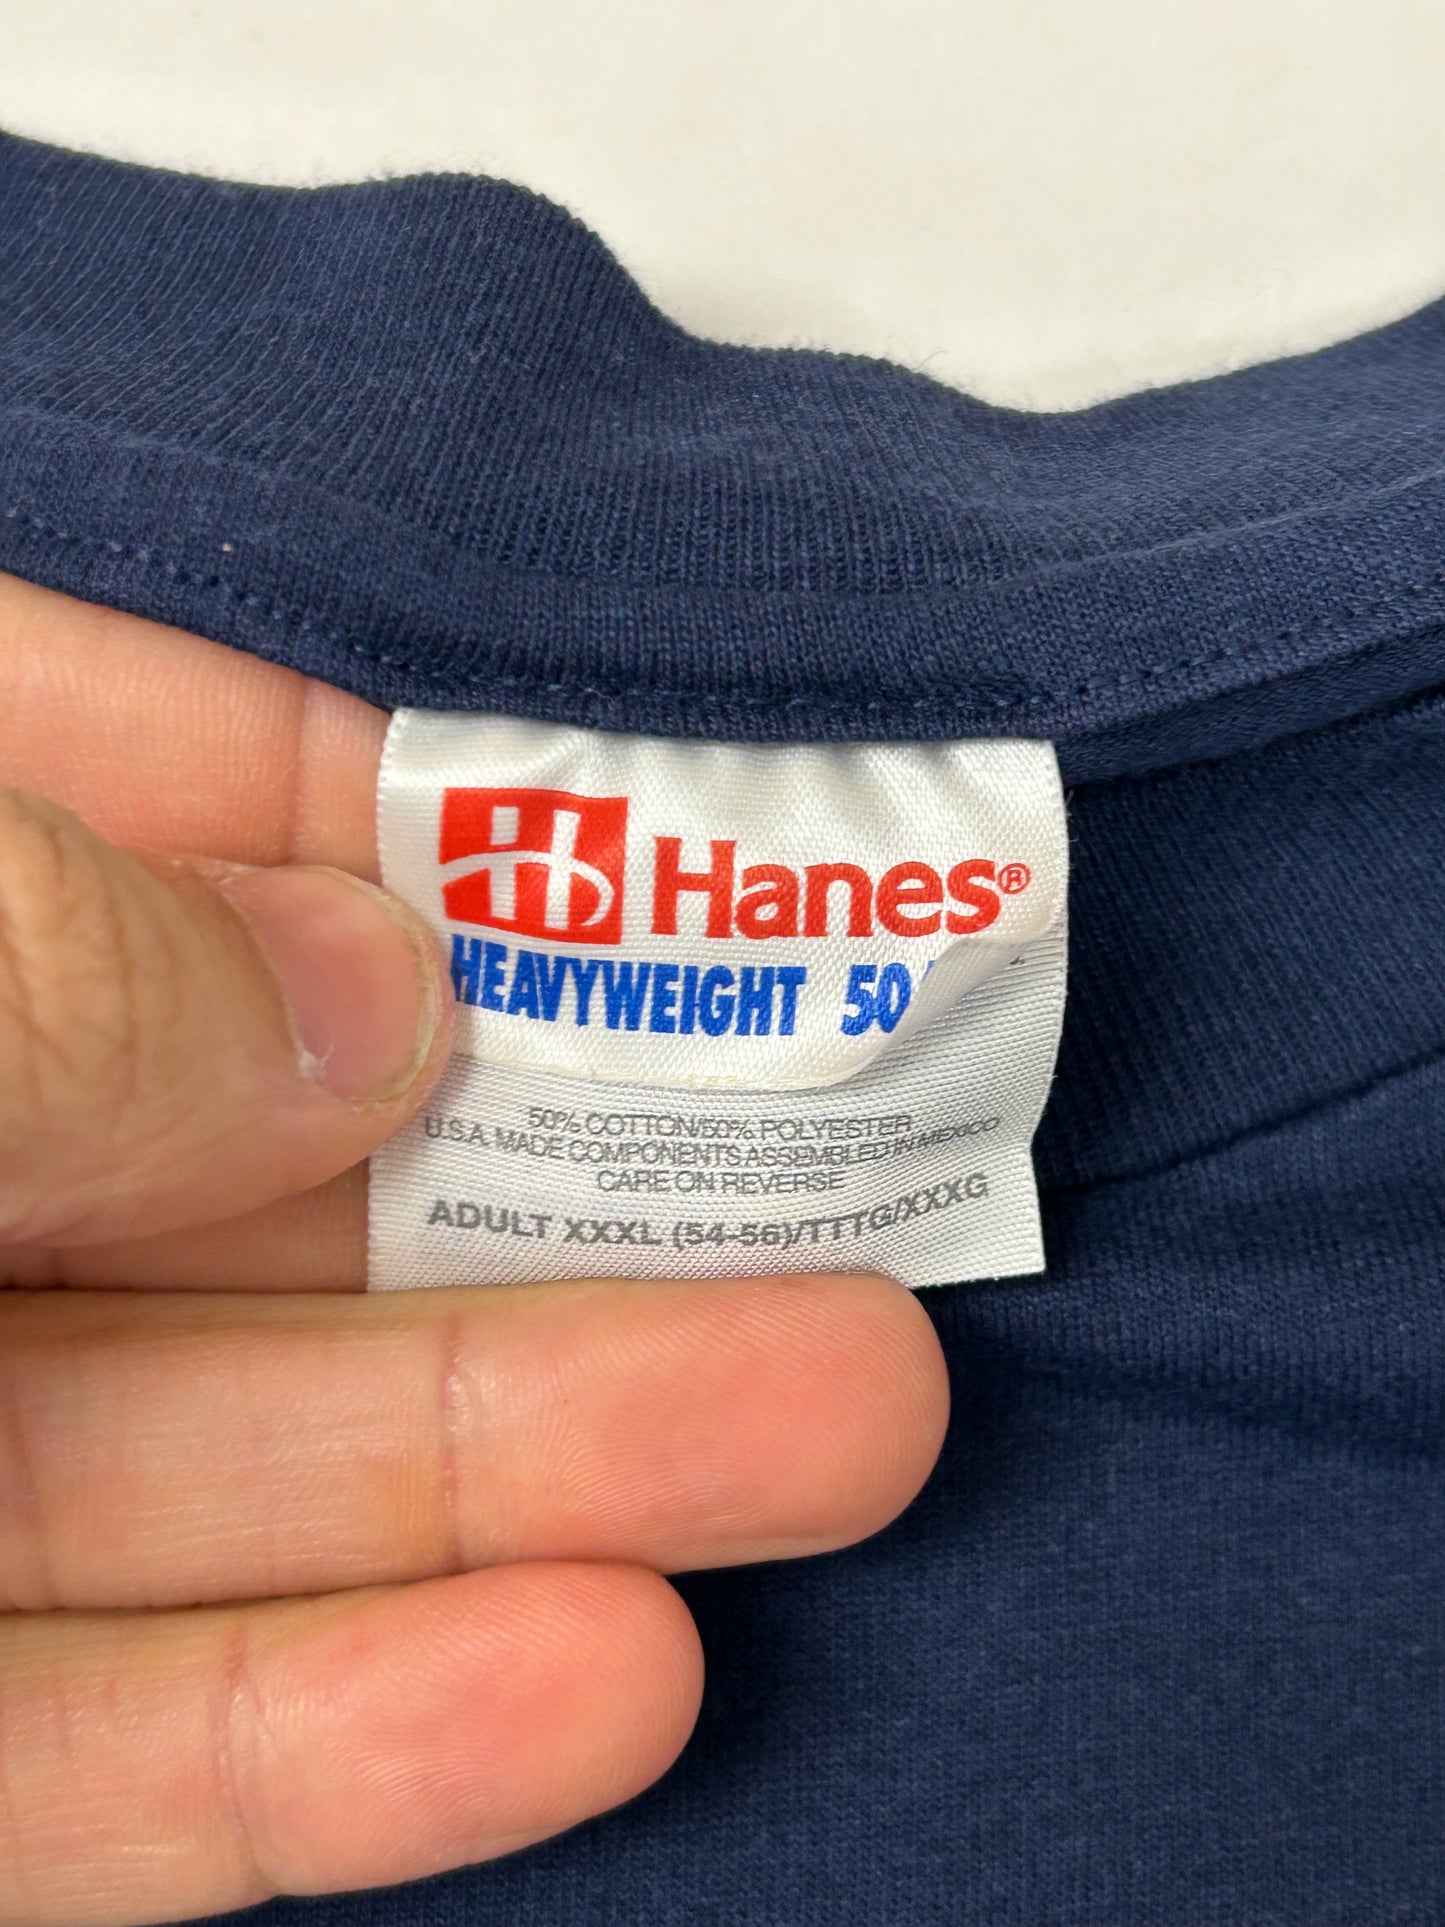 Hanes®
HEAVYWEIGHT 50
50% COTTON/50% POLYESTER
U.S.A. MADE COMPONENTS ASSEMBLED IN MEXICO
CARE ON REVERSE
ADULT XXXL (54-56)/TTTG/XXXG